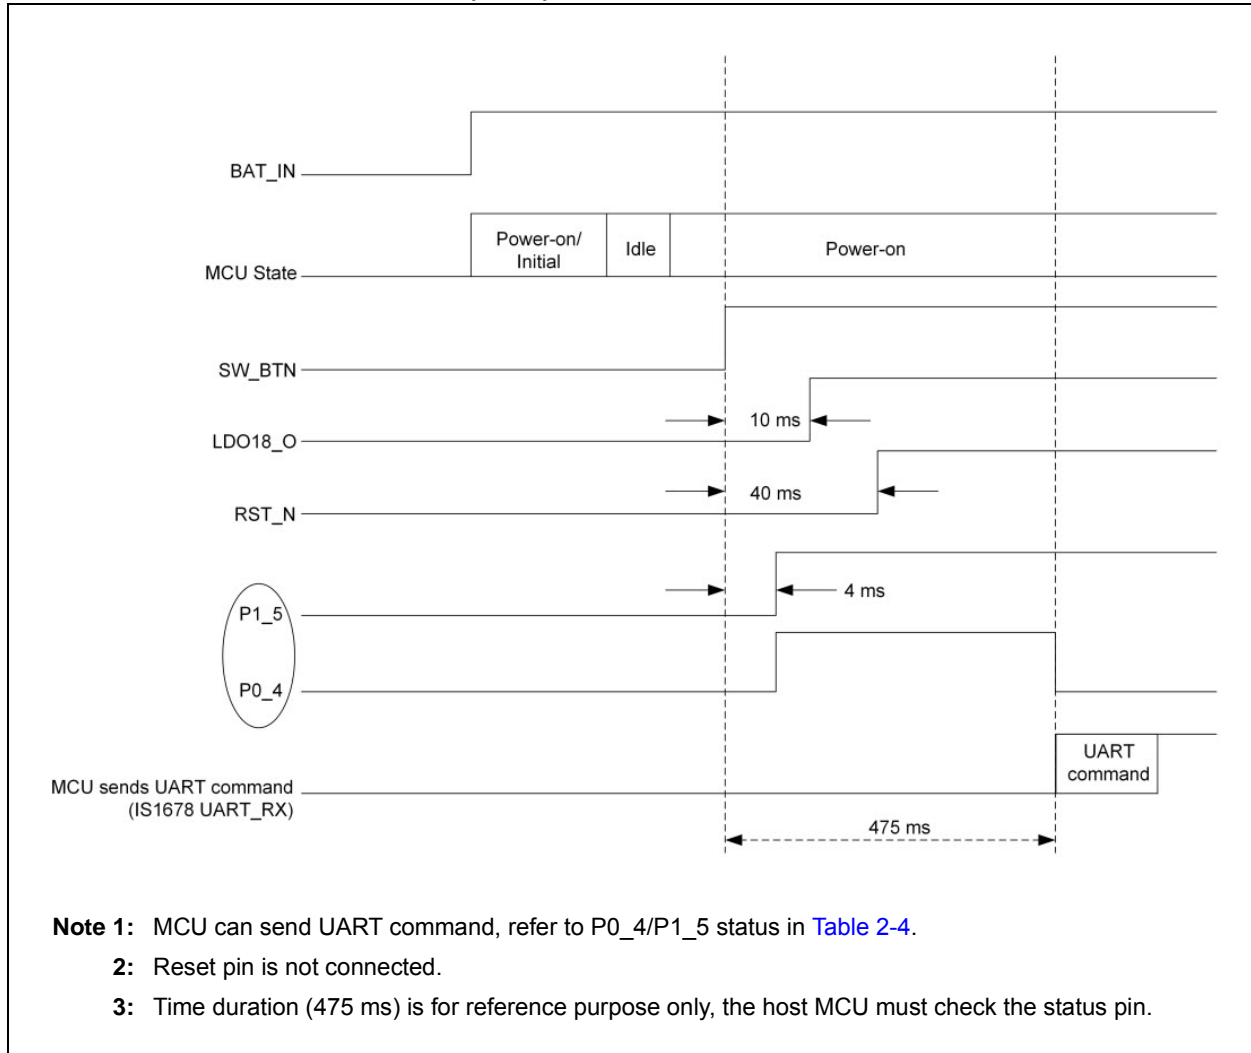 BAT_IN
Power-on/
Initial
Idle
Power-on
MCU State
SW_BTN
10 ms
LDO18_O
40 ms
RST_N
4 ms
P1_5
P0_4
UART
command
MCU sends UART command
(IS1678 UART_RX)
475 ms
Note 1: MCU can send UART command, refer to P0_4/P1_5 status in Table 2-4.
2: Reset pin is not connected.
3: Time duration (475 ms) is for reference purpose only, the host MCU must check the status pin.